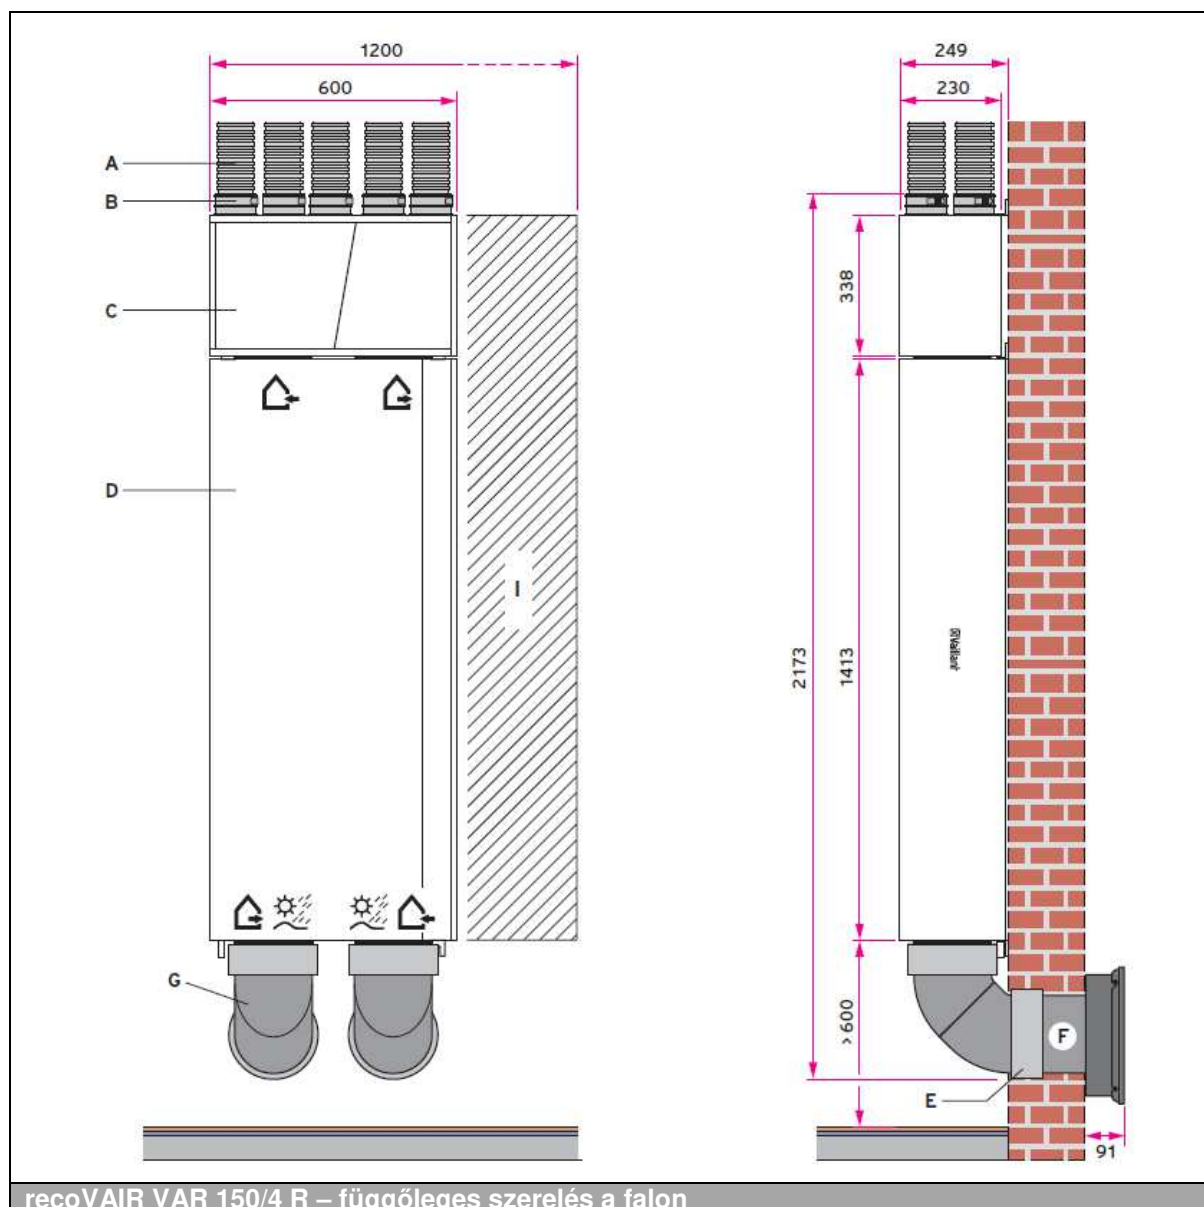 1200
600
249
230
A
B
C
D
I
G
338
2173
1413
Vaillant
> 600
F
E
91
recoVAIR VAR 150/4 R – függőleges szerelés a falon